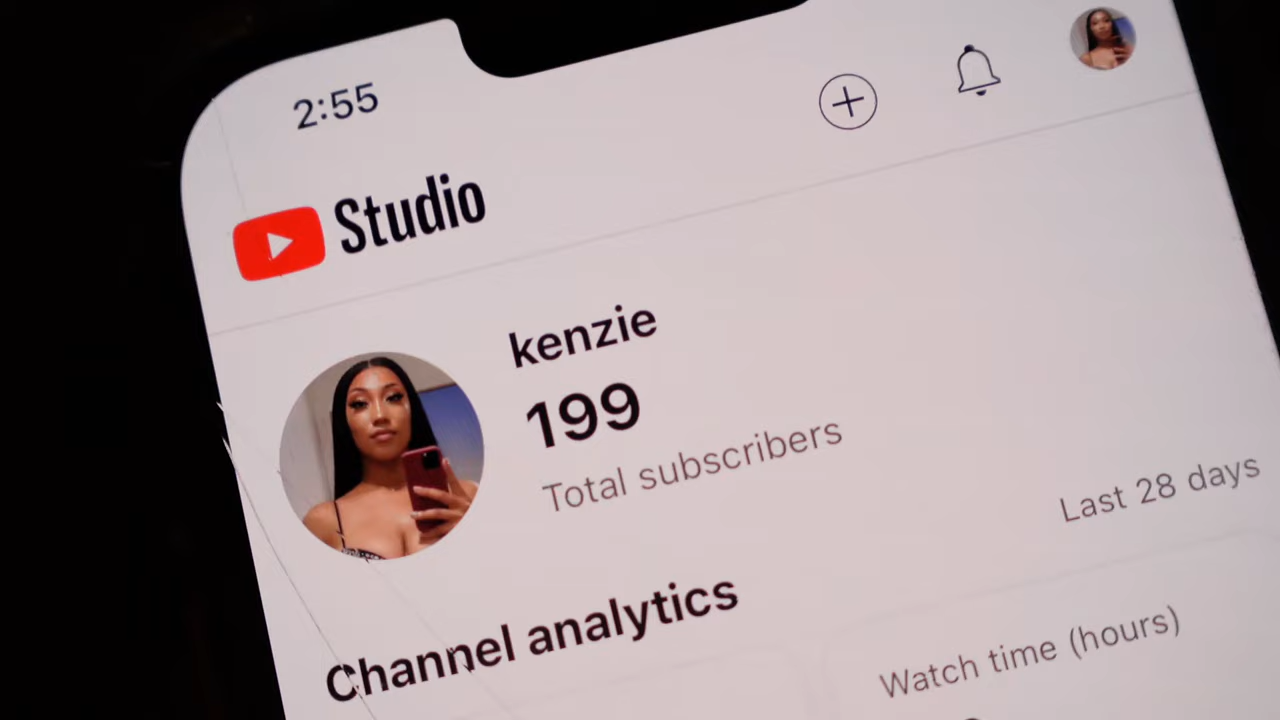 2:55
Studio
kenzie
199
Total subscribers
Last 28 days
Channel analytics
Watch time (hours)